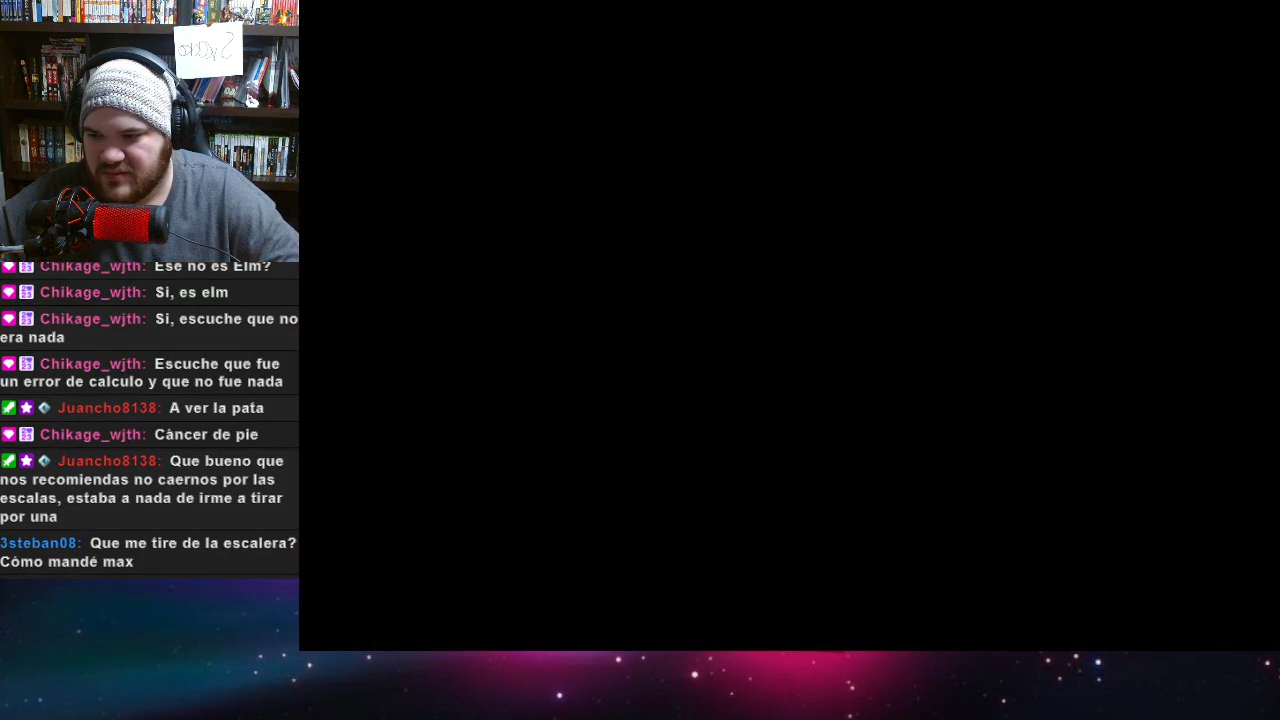 Chikage_wjth: Ese no es Elm?
Chikage_wjth: Si, es elm
Chikage_wjth: Si, escuche que no
era nada
Chikage_wjth: Escuche que fue
un error de calculo y que no fue nada
Juancho8138: A ver la pata
Chikage_wjth: Cáncer de pie
Juancho8138: Que bueno que
nos recomiendas no caernos por las
escalas, estaba a nada de irme a tirar
por una
3steban08: Que me tire de la escalera?
Cómo mandé max